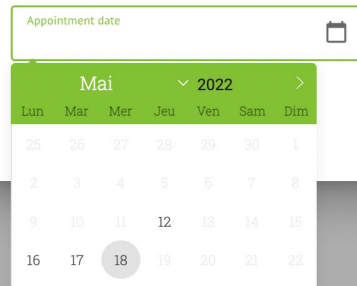 Appointment date
Mai 2022
Lun Mar Mer Jeu Ven Sam Dim
25 26 27 28 29 30 1
2 3 4 5 6 7 8
9 10 11 12 13 14 15
16 17 18 19 20 21 22